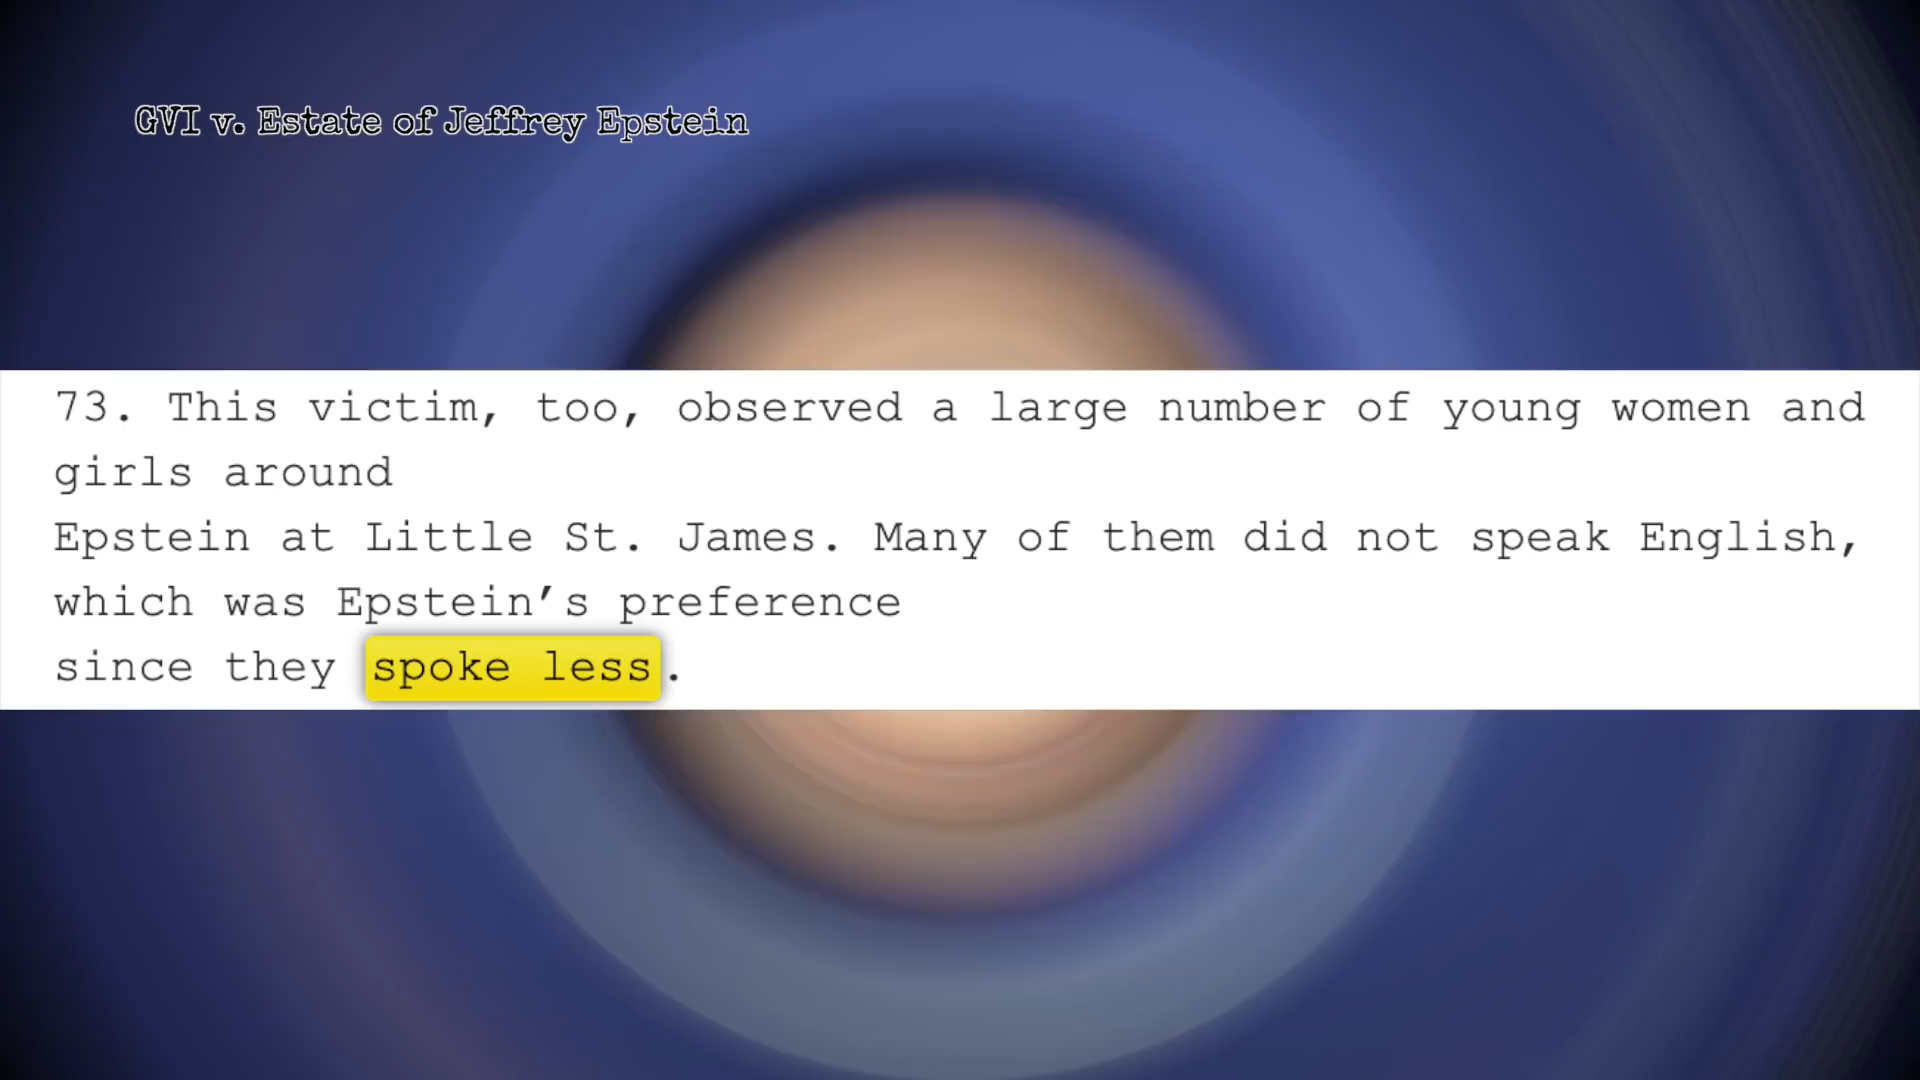 GVI v. Estate of Jeffrey Epstein
73. This victim, too, observed a large number of young women and
girls around
Epstein at Little St. James. Many of them did not speak English,
which was Epstein’s preference
since they spoke less.